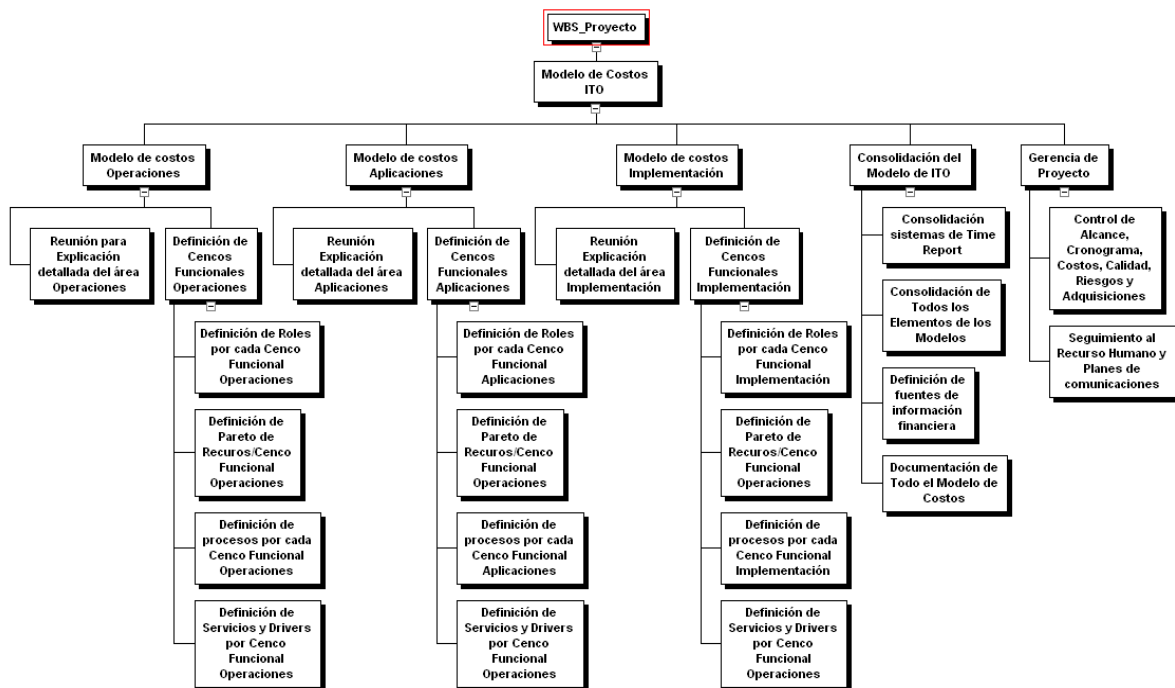 WBS_Proyecto
Modelo de Costos
ITO
Modelo de costos
Operaciones
Reunión para
Explicación
detallada del área
Operaciones
Definición de
Cencos
Funcionales
Operaciones
Definición de Roles
por cada Cenco
Funcional
Operaciones
Definición de
Pareto de
Recuros/Cenco
Funcional
Operaciones
Definición de
procesos por cada
Cenco Funcional
Operaciones
Definición de
Servicios y Drivers
por Cenco
Funcional
Operaciones
Modelo de costos
Aplicaciones
Reunión
Explicación
detallada del área
Aplicaciones
Definición de
Cencos
Funcionales
Aplicaciones
Definición de Roles
por cada Cenco
Funcional
Aplicaciones
Definición de
Pareto de
Recuros/Cenco
Funcional
Operaciones
Definición de
procesos por cada
Cenco Funcional
Aplicaciones
Definición de
Servicios y Drivers
por Cenco
Funcional
Operaciones
Modelo de costos
Implementación
Reunión
Explicación
detallada del área
Implementación
Definición de
Cencos
Funcionales
Implementación
Definición de Roles
por cada Cenco
Funcional
Implementación
Definición de
Pareto de
Recuros/Cenco
Funcional
Operaciones
Definición de
procesos por cada
Cenco Funcional
Implementación
Definición de
Servicios y Drivers
por Cenco
Funcional
Operaciones
Consolidación del
Modelo de ITO
Consolidación
sistemas de Time
Report
Consolidación de
Todos los
Elementos de los
Modelos
Definición de
fuentes de
información
financiera
Documentación de
Todo el Modelo de
Costos
Gerencia de
Proyecto
Control de
Alcance,
Cronograma,
Costos, Calidad,
Riesgos y
Adquisiciones
Seguimiento al
Recurso Humano y
Planes de
comunicaciones